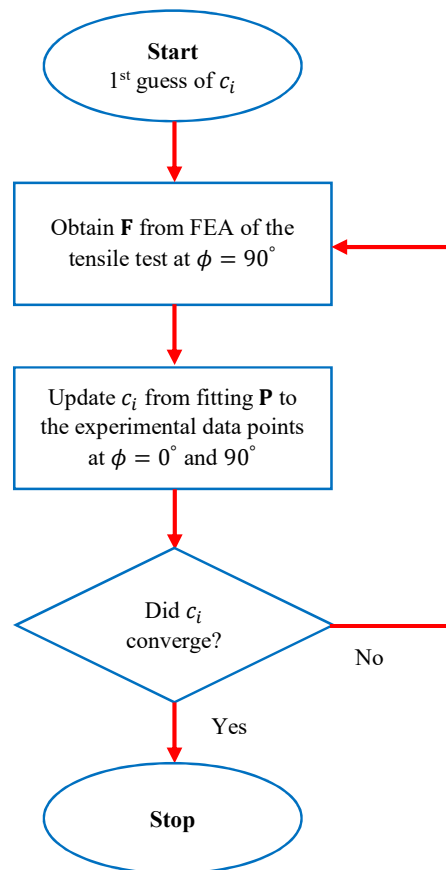 Start
1st guess of c_i
Obtain F from FEA of the
tensile test at ϕ = 90°
Update c_i from fitting P to
the experimental data points
at ϕ = 0° and 90°
Did c_i
converge?
No
Yes
Stop